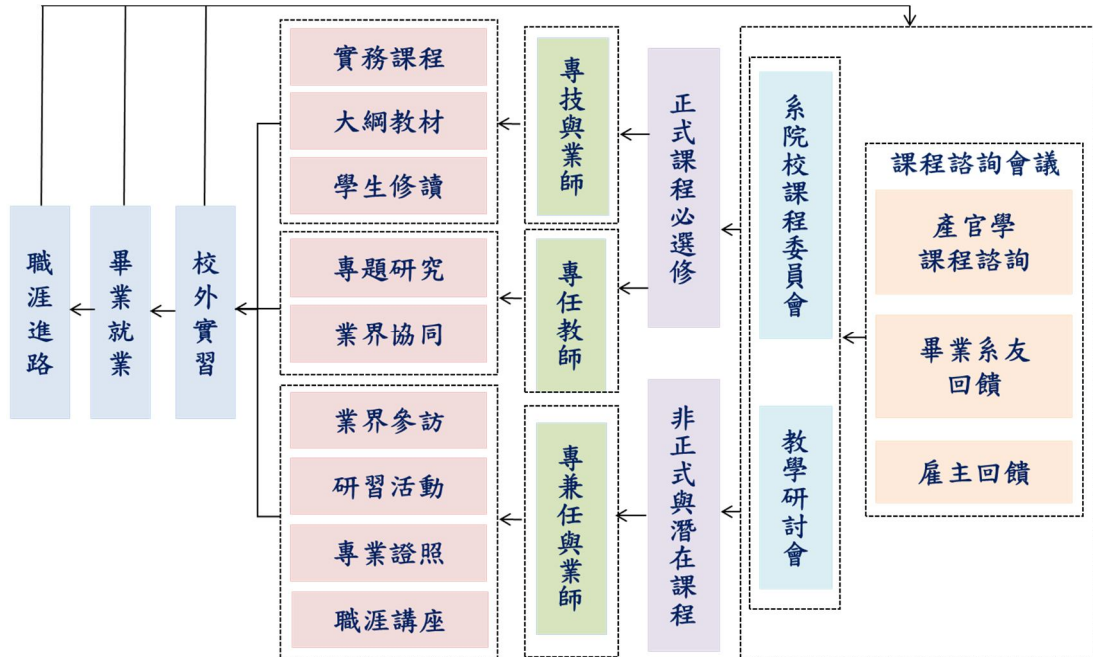 實務課程
大綱教材
學生修讀
專題研究
業界協同
業界參訪
研習活動
專業證照
職涯講座
職涯進路
畢業就業
校外實習
專技與業師
專任教師
專兼任與業師
正式課程必選修
非正式與潛在課程
系院校課程委員會
教學研討會
課程諮詢會議
產官學
課程諮詢
畢業系友
回饋
雇主回饋